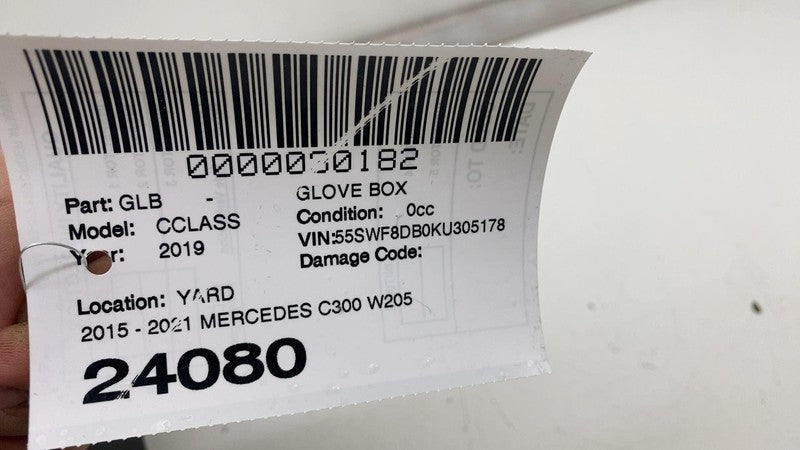 0000030182
Part: GLB -
GLOVE BOX
Model: CCLASS
Condition: 0cc
Year: 2019
VIN:55SWF8DB0KU305178
Damage Code:
Location: YARD
2015 - 2021 MERCEDES C300 W205
24080